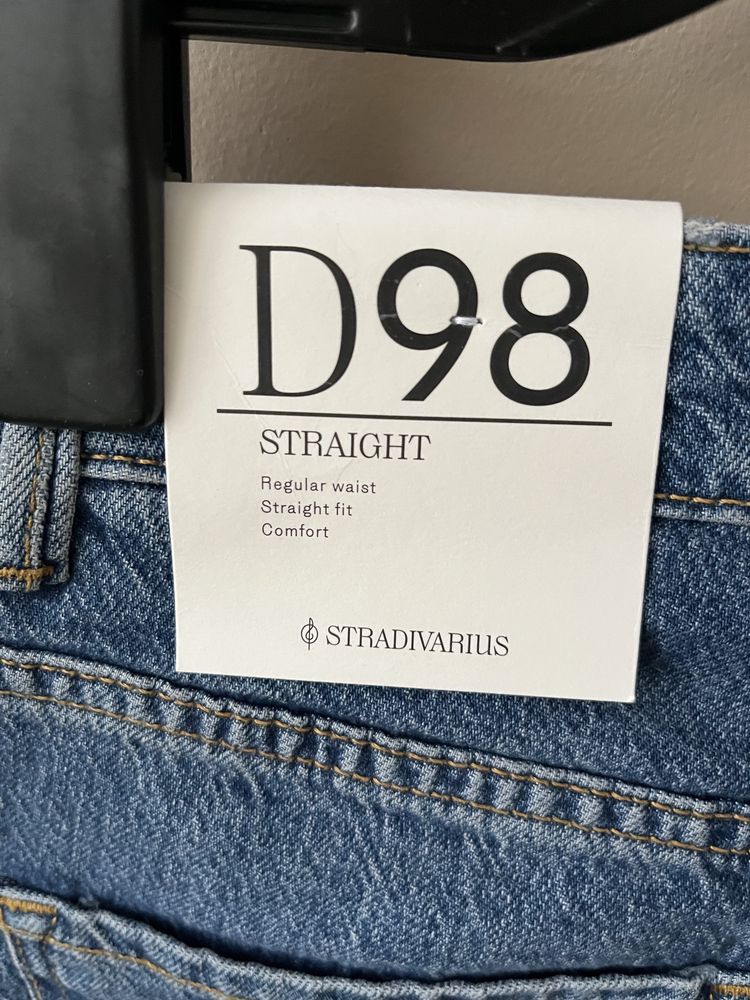 D98
STRAIGHT
Regular waist
Straight fit
Comfort
STRADIVARIUS